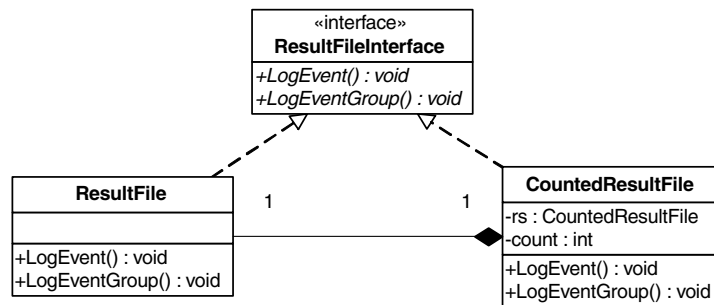 «interface»
ResultFileInterface
+LogEvent() : void
+LogEventGroup() : void
ResultFile
+LogEvent() : void
+LogEventGroup() : void
1
1
CountedResultFile
-rs : CountedResultFile
-count : int
+LogEvent() : void
+LogEventGroup() : void